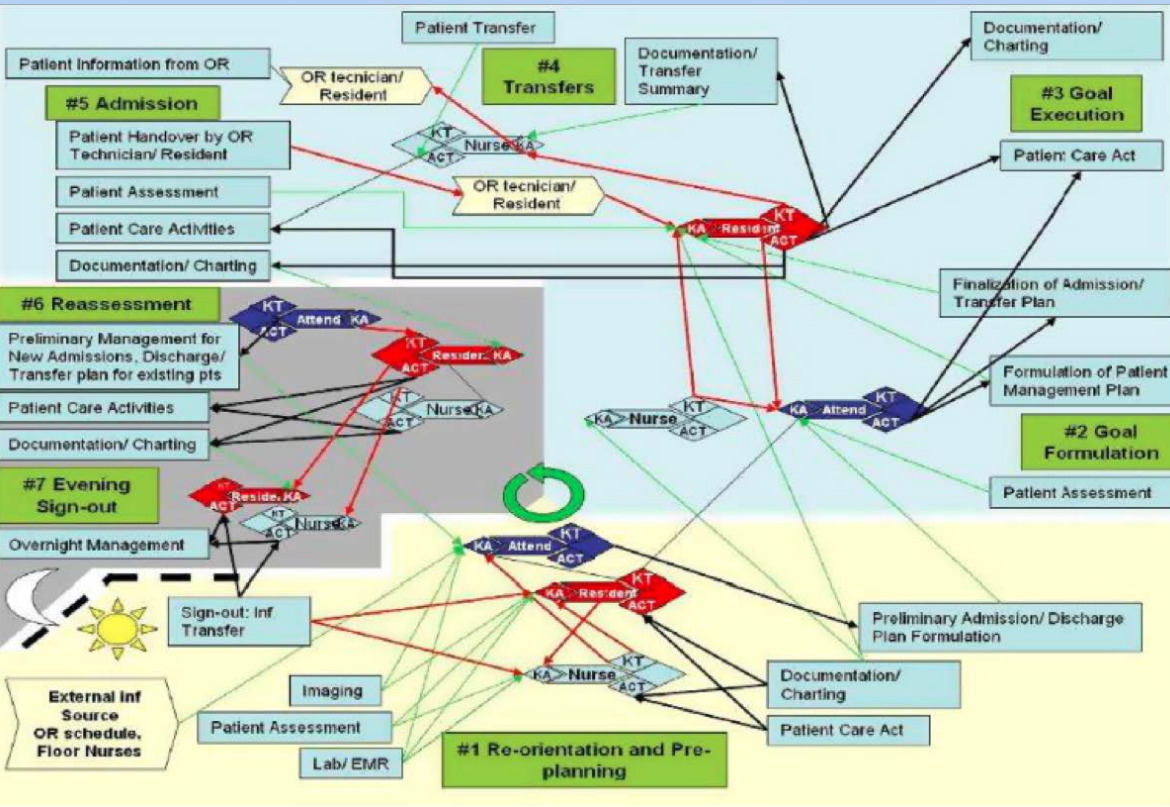 Patient Transfer
Documentation/
Charting
Patient Information from OR
OR tecnician/
Resident
#4
Transfers
Documentation/
Transfer
Summary
#5 Admission
#3 Goal
Execution
Patient Handover by OR
Technician/ Resident
KT
Nurse
KA
ACT
Patient Care Act
Patient Assessment
OR tecnician/
Resident
Patient Care Activities
KT
KA
Resident
ACT
Documentation/ Charting
Finalization of Admission/
Transfer Plan
#6 Reassessment
KT
Attend
KA
ACT
Preliminary Management for
New Admissions, Discharge/
Transfer plan for existing pts
KT
Resider.
KA
ACT
Formulation of Patient
Management Plan
Patient Care Activities
KT
Nurse
KA
ACT
KA
Nurse
KT
ACT
KA
Attend
KT
ACT
Documentation/ Charting
#2 Goal
Formulation
#7 Evening
Sign-out
KT
Reside.
KA
ACT
Patient Assessment
KT
Nurse
KA
ACT
Overnight Management
KA
Attend
KT
ACT
KA
Resident
KT
ACT
Sign-out: Inf
Transfer
Preliminary Admission/ Discharge
Plan Formulation
KA
Nurse
KT
ACT
External inf
Source
OR schedule,
Floor Nurses
Imaging
Documentation/
Charting
Patient Assessment
Patient Care Act
Lab/ EMR
#1 Re-orientation and Pre-
planning